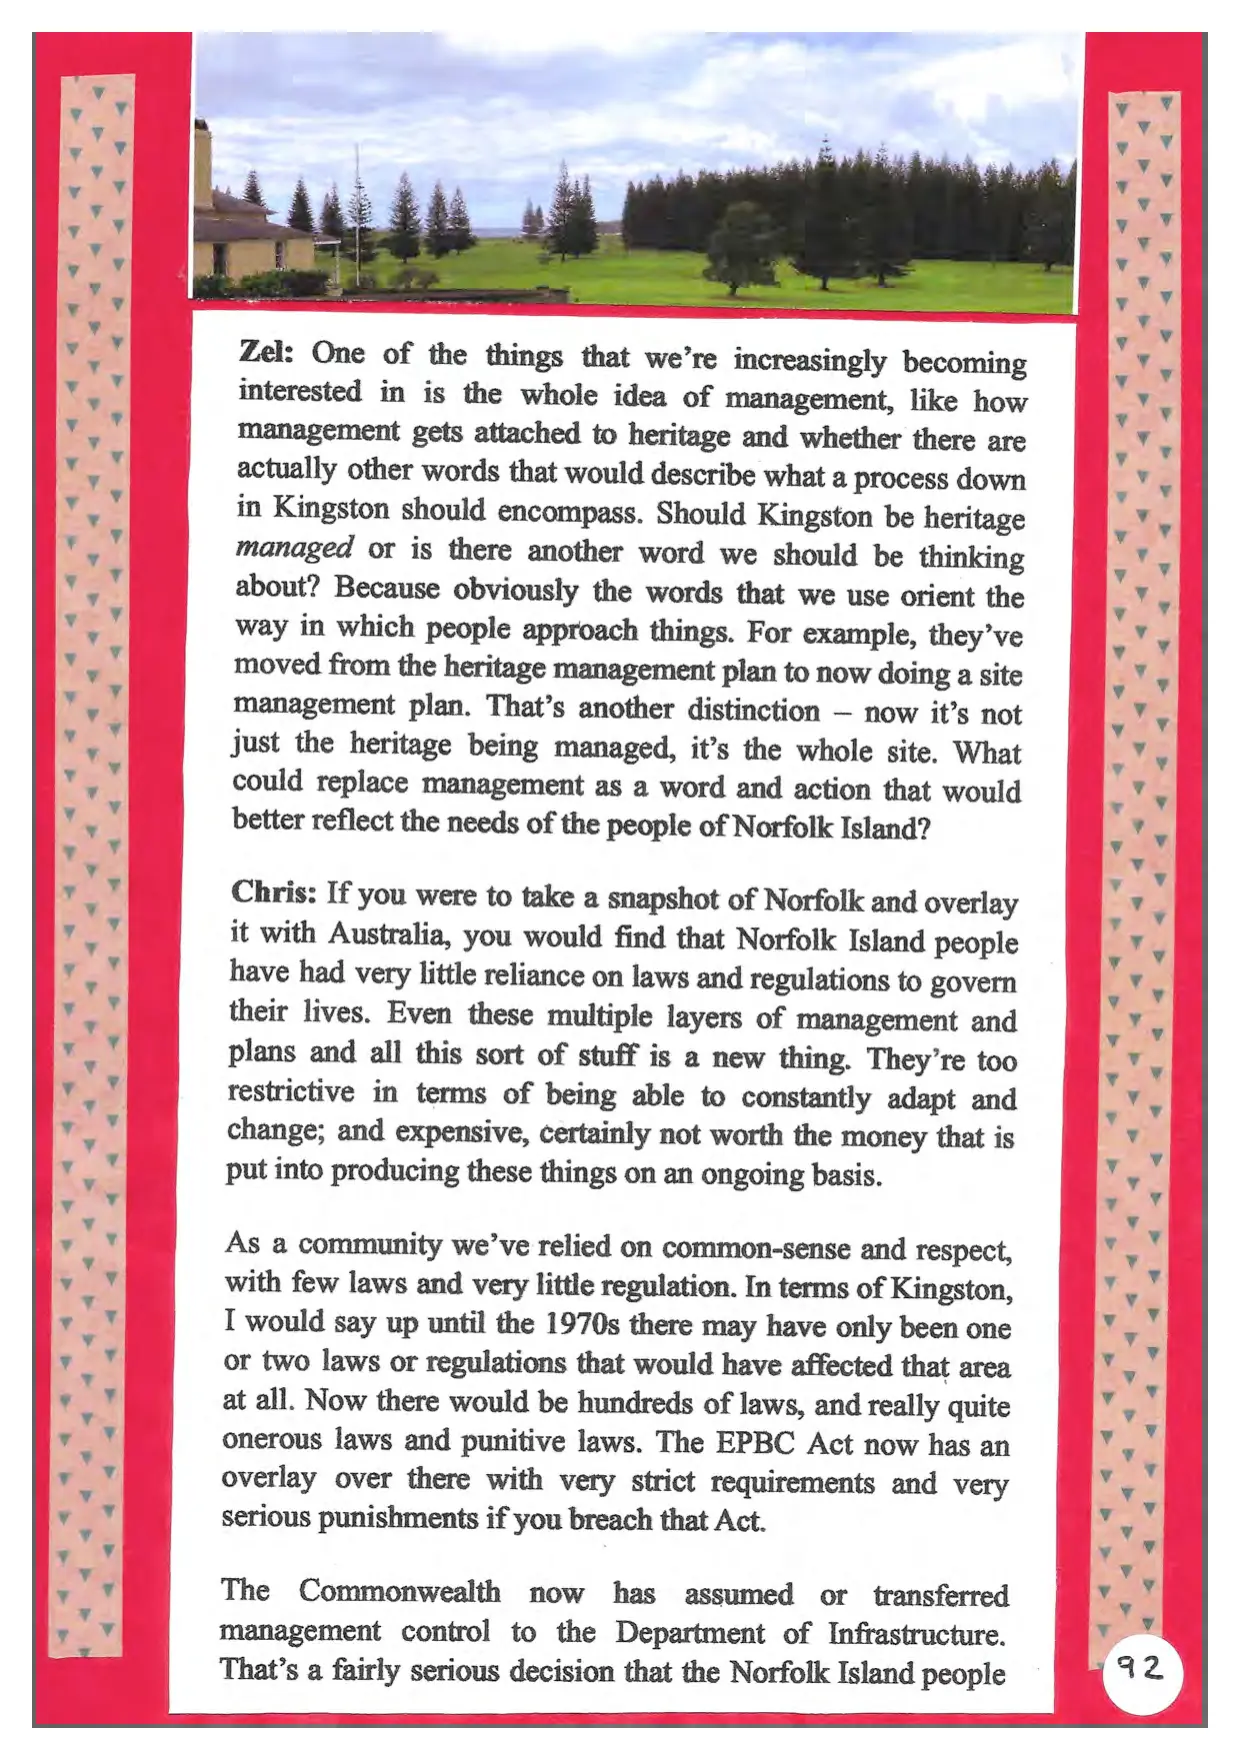 Zel: One of the things that we're increasingly becoming
interested in is the whole idea of management, like how
management gets attached to heritage and whether there are
actually other words that would describe what a process down
in Kingston should encompass. Should Kingston be heritage
managed or is there another word we should be thinking
about? Because obviously the words that we use orient the
way in which people approach things. For example, they've
moved from the heritage management plan to now doing a site
management plan. That's another distinction – now it's not
just the heritage being managed, it's the whole site. What
could replace management as a word and action that would
better reflect the needs of the people of Norfolk Island?
Chris: If you were to take a snapshot of Norfolk and overlay
it with Australia, you would find that Norfolk Island people
have had very little reliance on laws and regulations to govern
their lives. Even these multiple layers of management and
plans and all this sort of stuff is a new thing. They're too
restrictive in terms of being able to constantly adapt and
change; and expensive, certainly not worth the money that is
put into producing these things on an ongoing basis.
As a community we've relied on common-sense and respect,
with few laws and very little regulation. In terms of Kingston,
I would say up until the 1970s there may have only been one
or two laws or regulations that would have affected that area
at all. Now there would be hundreds of laws, and really quite
onerous laws and punitive laws. The EPBC Act now has an
overlay over there with very strict requirements and very
serious punishments if you breach that Act.
The Commonwealth now has assumed or transferred
management control to the Department of Infrastructure.
That's a fairly serious decision that the Norfolk Island people
92